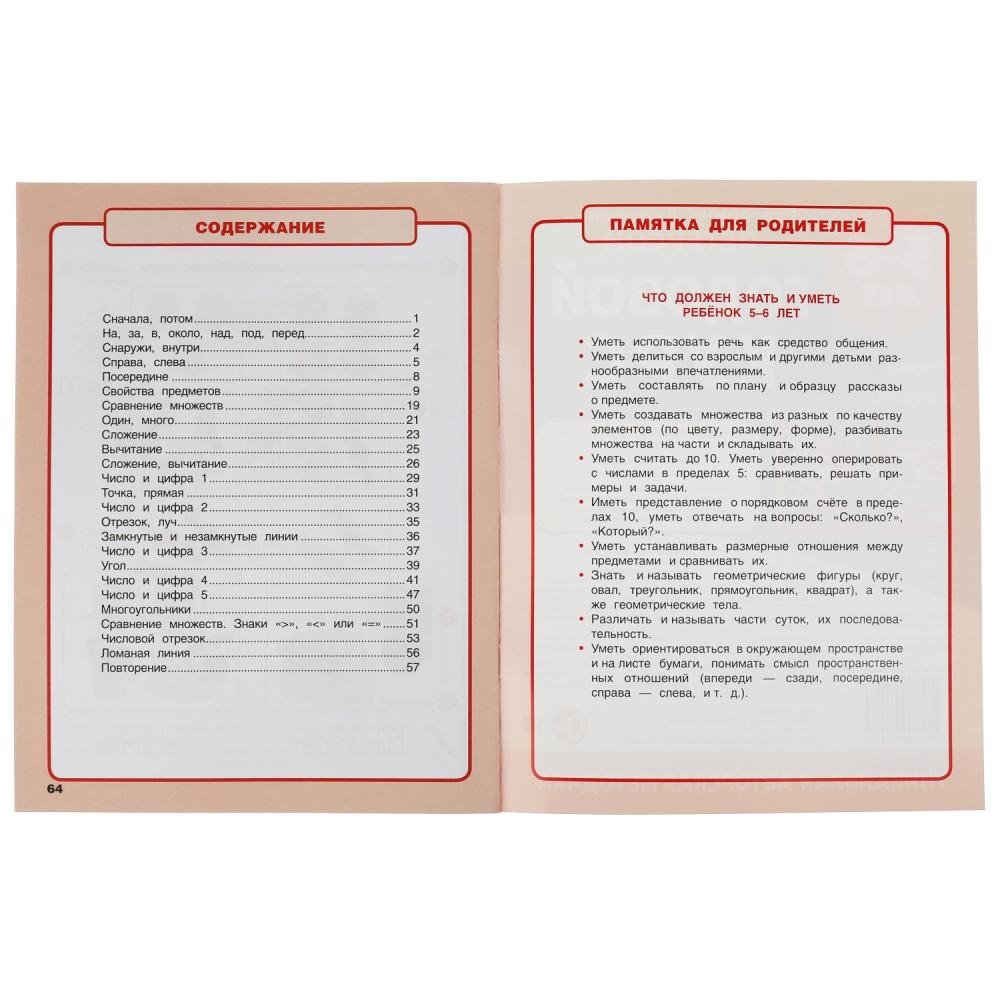 СОДЕРЖАНИЕ
Сначала, потом 1
На, за, в, около, над, под, перед 2
Снаружи, внутри 4
Справа, слева 5
Посередине 8
Свойства предметов 9
Сравнение множеств 19
Один, много 21
Сложение 23
Вычитание 25
Сложение, вычитание 26
Число и цифра 1 29
Точка, прямая 31
Число и цифра 2 33
Отрезок, луч 35
Замкнутые и незамкнутые линии 36
Число и цифра 3 37
Угол 39
Число и цифра 4 41
Число и цифра 5 47
Многоугольники 50
Сравнение множеств. Знаки «>», «<» или «=» 51
Числовой отрезок 53
Ломаная линия 56
Повторение 57
64
ПАМЯТКА ДЛЯ РОДИТЕЛЕЙ
ЧТО ДОЛЖЕН ЗНАТЬ И УМЕТЬ
РЕБЁНОК 5–6 ЛЕТ
• Уметь использовать речь как средство общения.
• Уметь делиться со взрослым и другими детьми раз-
нообразными впечатлениями.
• Уметь составлять по плану и образцу рассказы
о предмете.
• Уметь создавать множества из разных по качеству
элементов (по цвету, размеру, форме), разбивать
множества на части и складывать их.
• Уметь считать до 10. Уметь уверенно оперировать
с числами в пределах 5: сравнивать, решать при-
меры и задачи.
• Иметь представление о порядковом счёте в преде-
лах 10, уметь отвечать на вопросы: «Сколько?»,
«Который?».
• Уметь устанавливать размерные отношения между
предметами и сравнивать их.
• Знать и называть геометрические фигуры (круг,
овал, треугольник, прямоугольник, квадрат), а так-
же геометрические тела.
• Различать и называть части суток, их последова-
тельность.
• Уметь ориентироваться в окружающем пространстве
и на листе бумаги, понимать смысл пространствен-
ных отношений (впереди — сзади, посередине,
справа — слева, и т. д.).